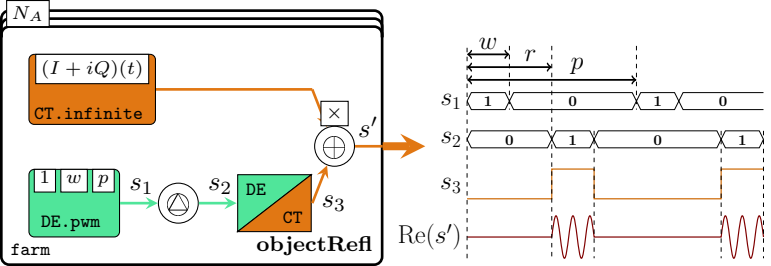 N_A
(I + iQ)(t)
CT.infinite
×
s'
1 w p
DE.pwm
s_1
s_2
DE
CT
s_3
objectRefl
farm
w
r
p
s_1 1 0 1 0
s_2 0 1 0 1
s_3
Re(s')